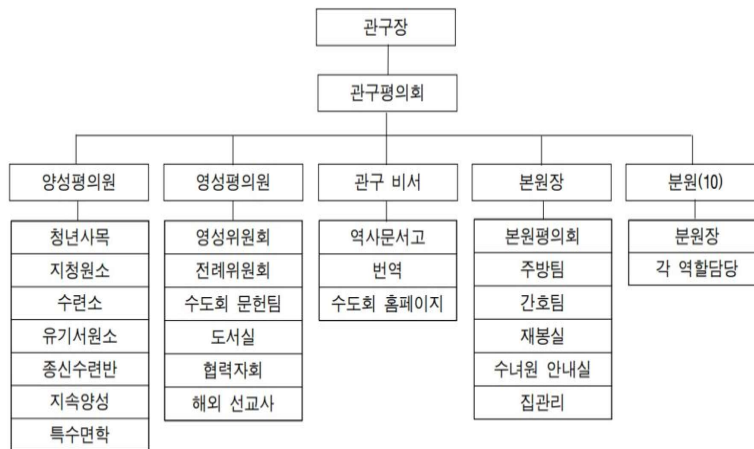 관구장
관구평의회
양성평의원
영성평의원
관구 비서
본원장
분원(10)
청년사목
지청원소
수련소
유기서원소
종신수련반
지속양성
특수면학
영성위원회
전례위원회
수도회 문헌팀
도서실
협력자회
해외 선교사
역사문서고
번역
수도회 홈페이지
본원평의회
주방팀
간호팀
재봉실
수녀원 안내실
집관리
분원장
각 역할담당